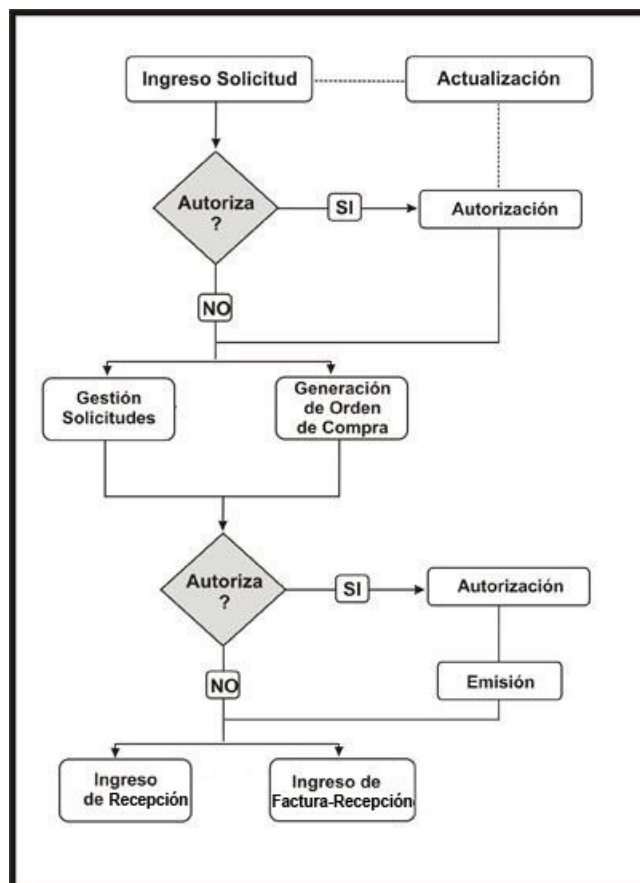 Ingreso Solicitud
Actualización
Autoriza
?
SI
Autorización
NO
Gestión
Solicitudes
Generación
de Orden
de Compra
Autoriza
?
SI
Autorización
NO
Emisión
Ingreso
de Recepción
Ingreso de
Factura-Recepción